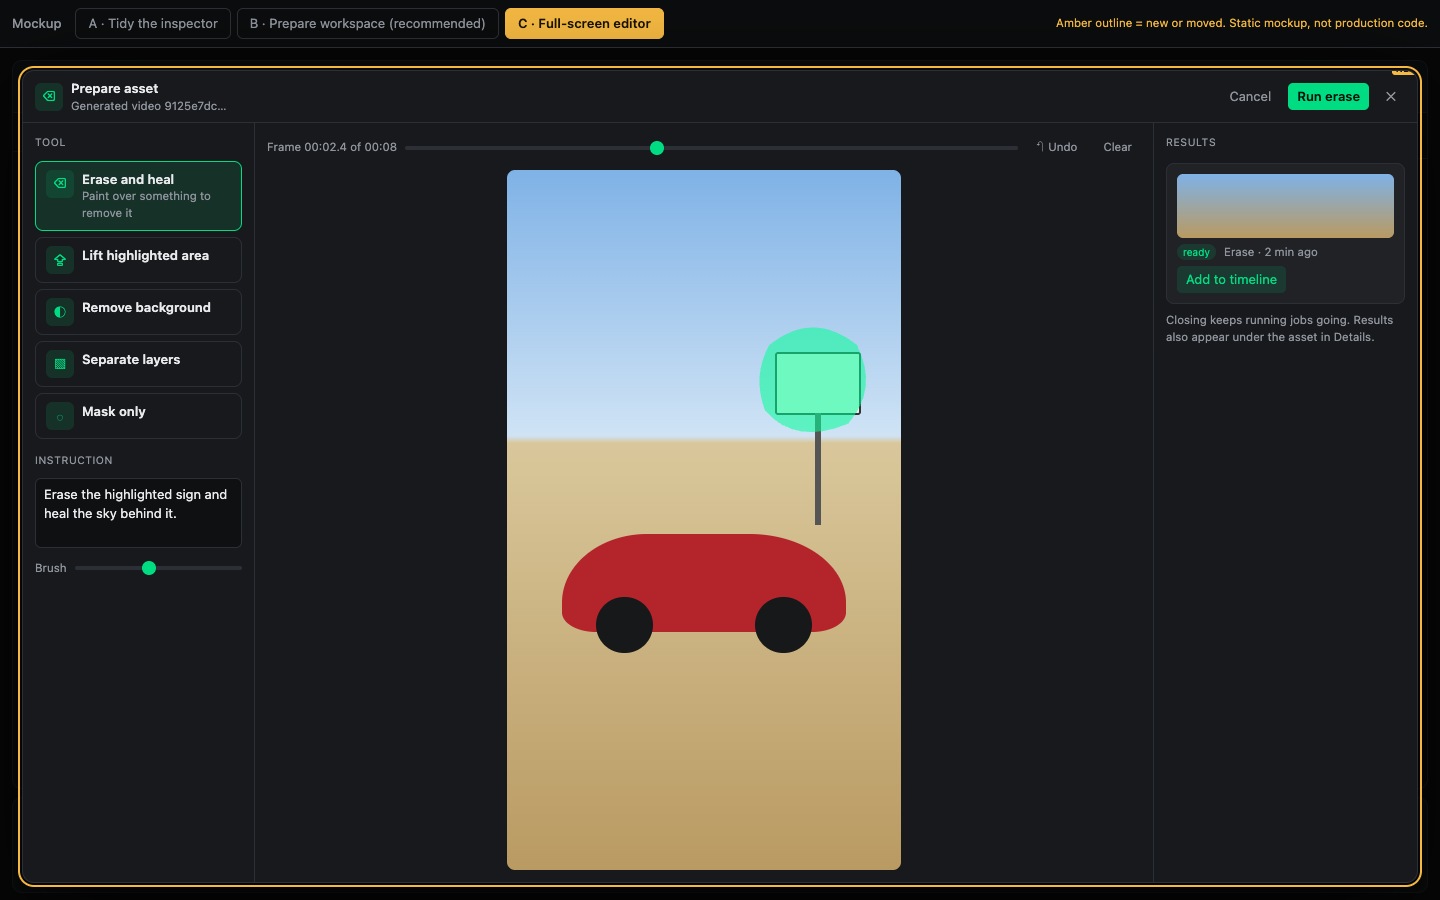 Mockup
A · Tidy the inspector
B · Prepare workspace (recommended)
C · Full-screen editor
Amber outline = new or moved. Static mockup, not production code.
Prepare asset
Generated video 9125e7dc...
Cancel
Run erase
TOOL
Erase and heal
Paint over something to
remove it
Lift highlighted area
Remove background
Separate layers
Mask only
INSTRUCTION
Erase the highlighted sign and
heal the sky behind it.
Brush
Frame 00:02.4 of 00:08
Undo
Clear
RESULTS
ready
Erase · 2 min ago
Add to timeline
Closing keeps running jobs going. Results
also appear under the asset in Details.